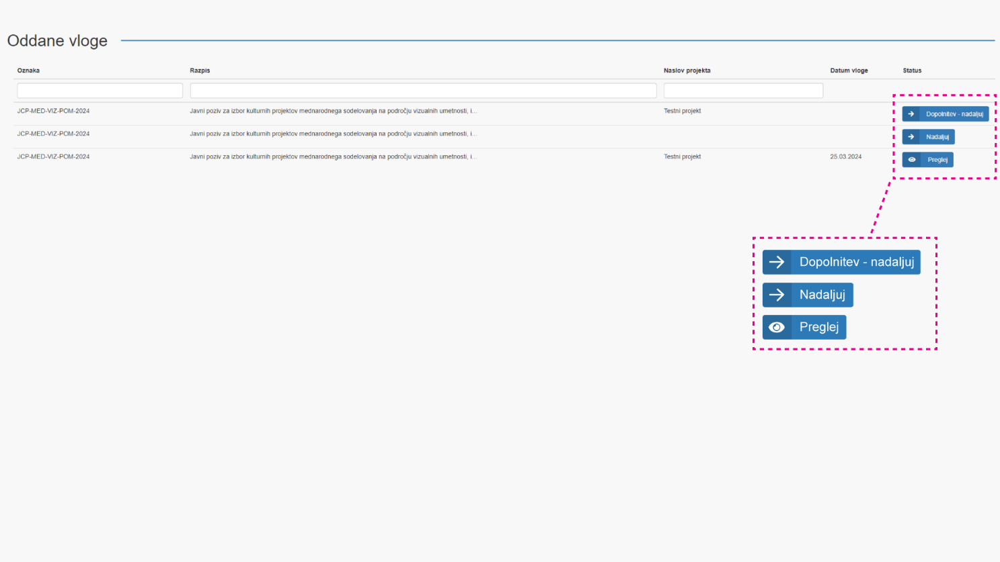 Oddane vloge
Oznaka Razpis Naslov projekta Datum vloge Status
JCP-MED-VIZ-POM-2024 Javni poziv za izbor kulturnih projektov mednarodnega sodelovanja na področju vizualnih umetnosti, i... Testni projekt Dopolnitev - nadaljuj
JCP-MED-VIZ-POM-2024 Javni poziv za izbor kulturnih projektov mednarodnega sodelovanja na področju vizualnih umetnosti, i... Nadaljuj
JCP-MED-VIZ-POM-2024 Javni poziv za izbor kulturnih projektov mednarodnega sodelovanja na področju vizualnih umetnosti, i... Testni projekt 25.03.2024 Preglej
Dopolnitev - nadaljuj
Nadaljuj
Preglej